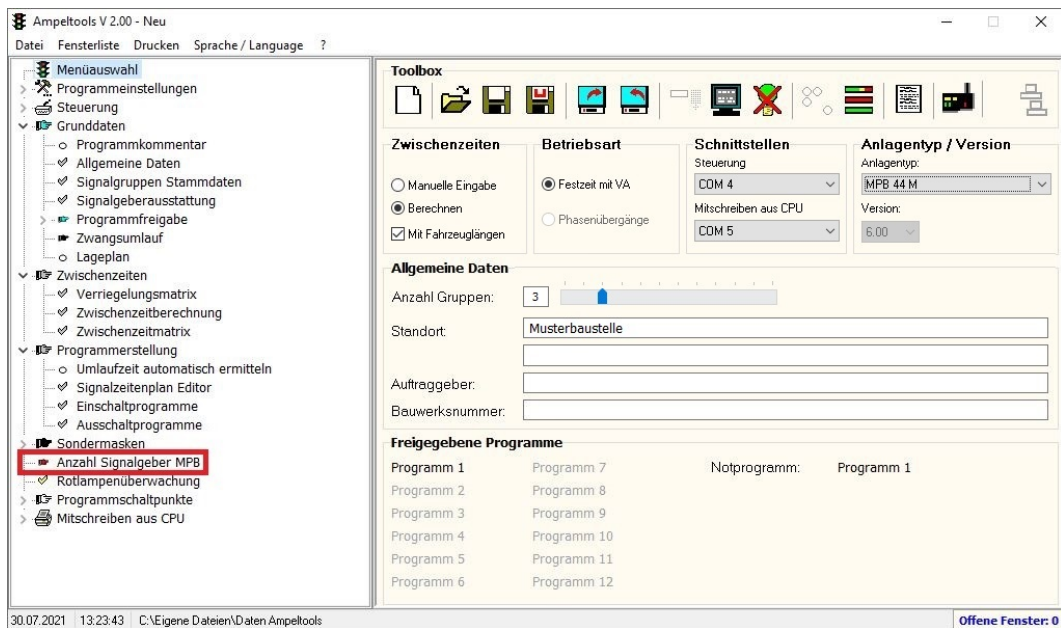 Ampeltools V 2.00 - Neu
Datei Fensterliste Drucken Sprache / Language ?
Menüauswahl
Programmeinstellungen
Steuerung
Grunddaten
Programmkommentar
Allgemeine Daten
Signalgruppen Stammdaten
Signalgeberausstattung
Programmfreigabe
Zwangsumlauf
Lageplan
Zwischenzeiten
Verriegelungsmatrix
Zwischenzeitberechnung
Zwischenzeitmatrix
Programmerstellung
Umlaufzeit automatisch ermitteln
Signalzeitenplan Editor
Einschaltprogramme
Ausschaltprogramme
Sondermasken
Anzahl Signalgeber MPB
Rotlampenüberwachung
Programmschaltpunkte
Mitschreiben aus CPU
Toolbox
Zwischenzeiten
Manuelle Eingabe
Berechnen
Mit Fahrzeuglängen
Betriebsart
Festzeit mit VA
Phasenübergänge
Schnittstellen
Steuerung
COM 4
Mitschreiben aus CPU
COM 5
Anlagentyp / Version
Anlagentyp:
MPB 44 M
Version:
6.00
Allgemeine Daten
Anzahl Gruppen: 3
Standort: Musterbaustelle
Auftraggeber:
Bauwerksnummer:
Freigegebene Programme
Programm 1 Programm 7 Notprogramm: Programm 1
Programm 2 Programm 8
Programm 3 Programm 9
Programm 4 Programm 10
Programm 5 Programm 11
Programm 6 Programm 12
30.07.2021 13:23:43 C:\Eigene Dateien\Daten Ampeltools Offene Fenster: 0